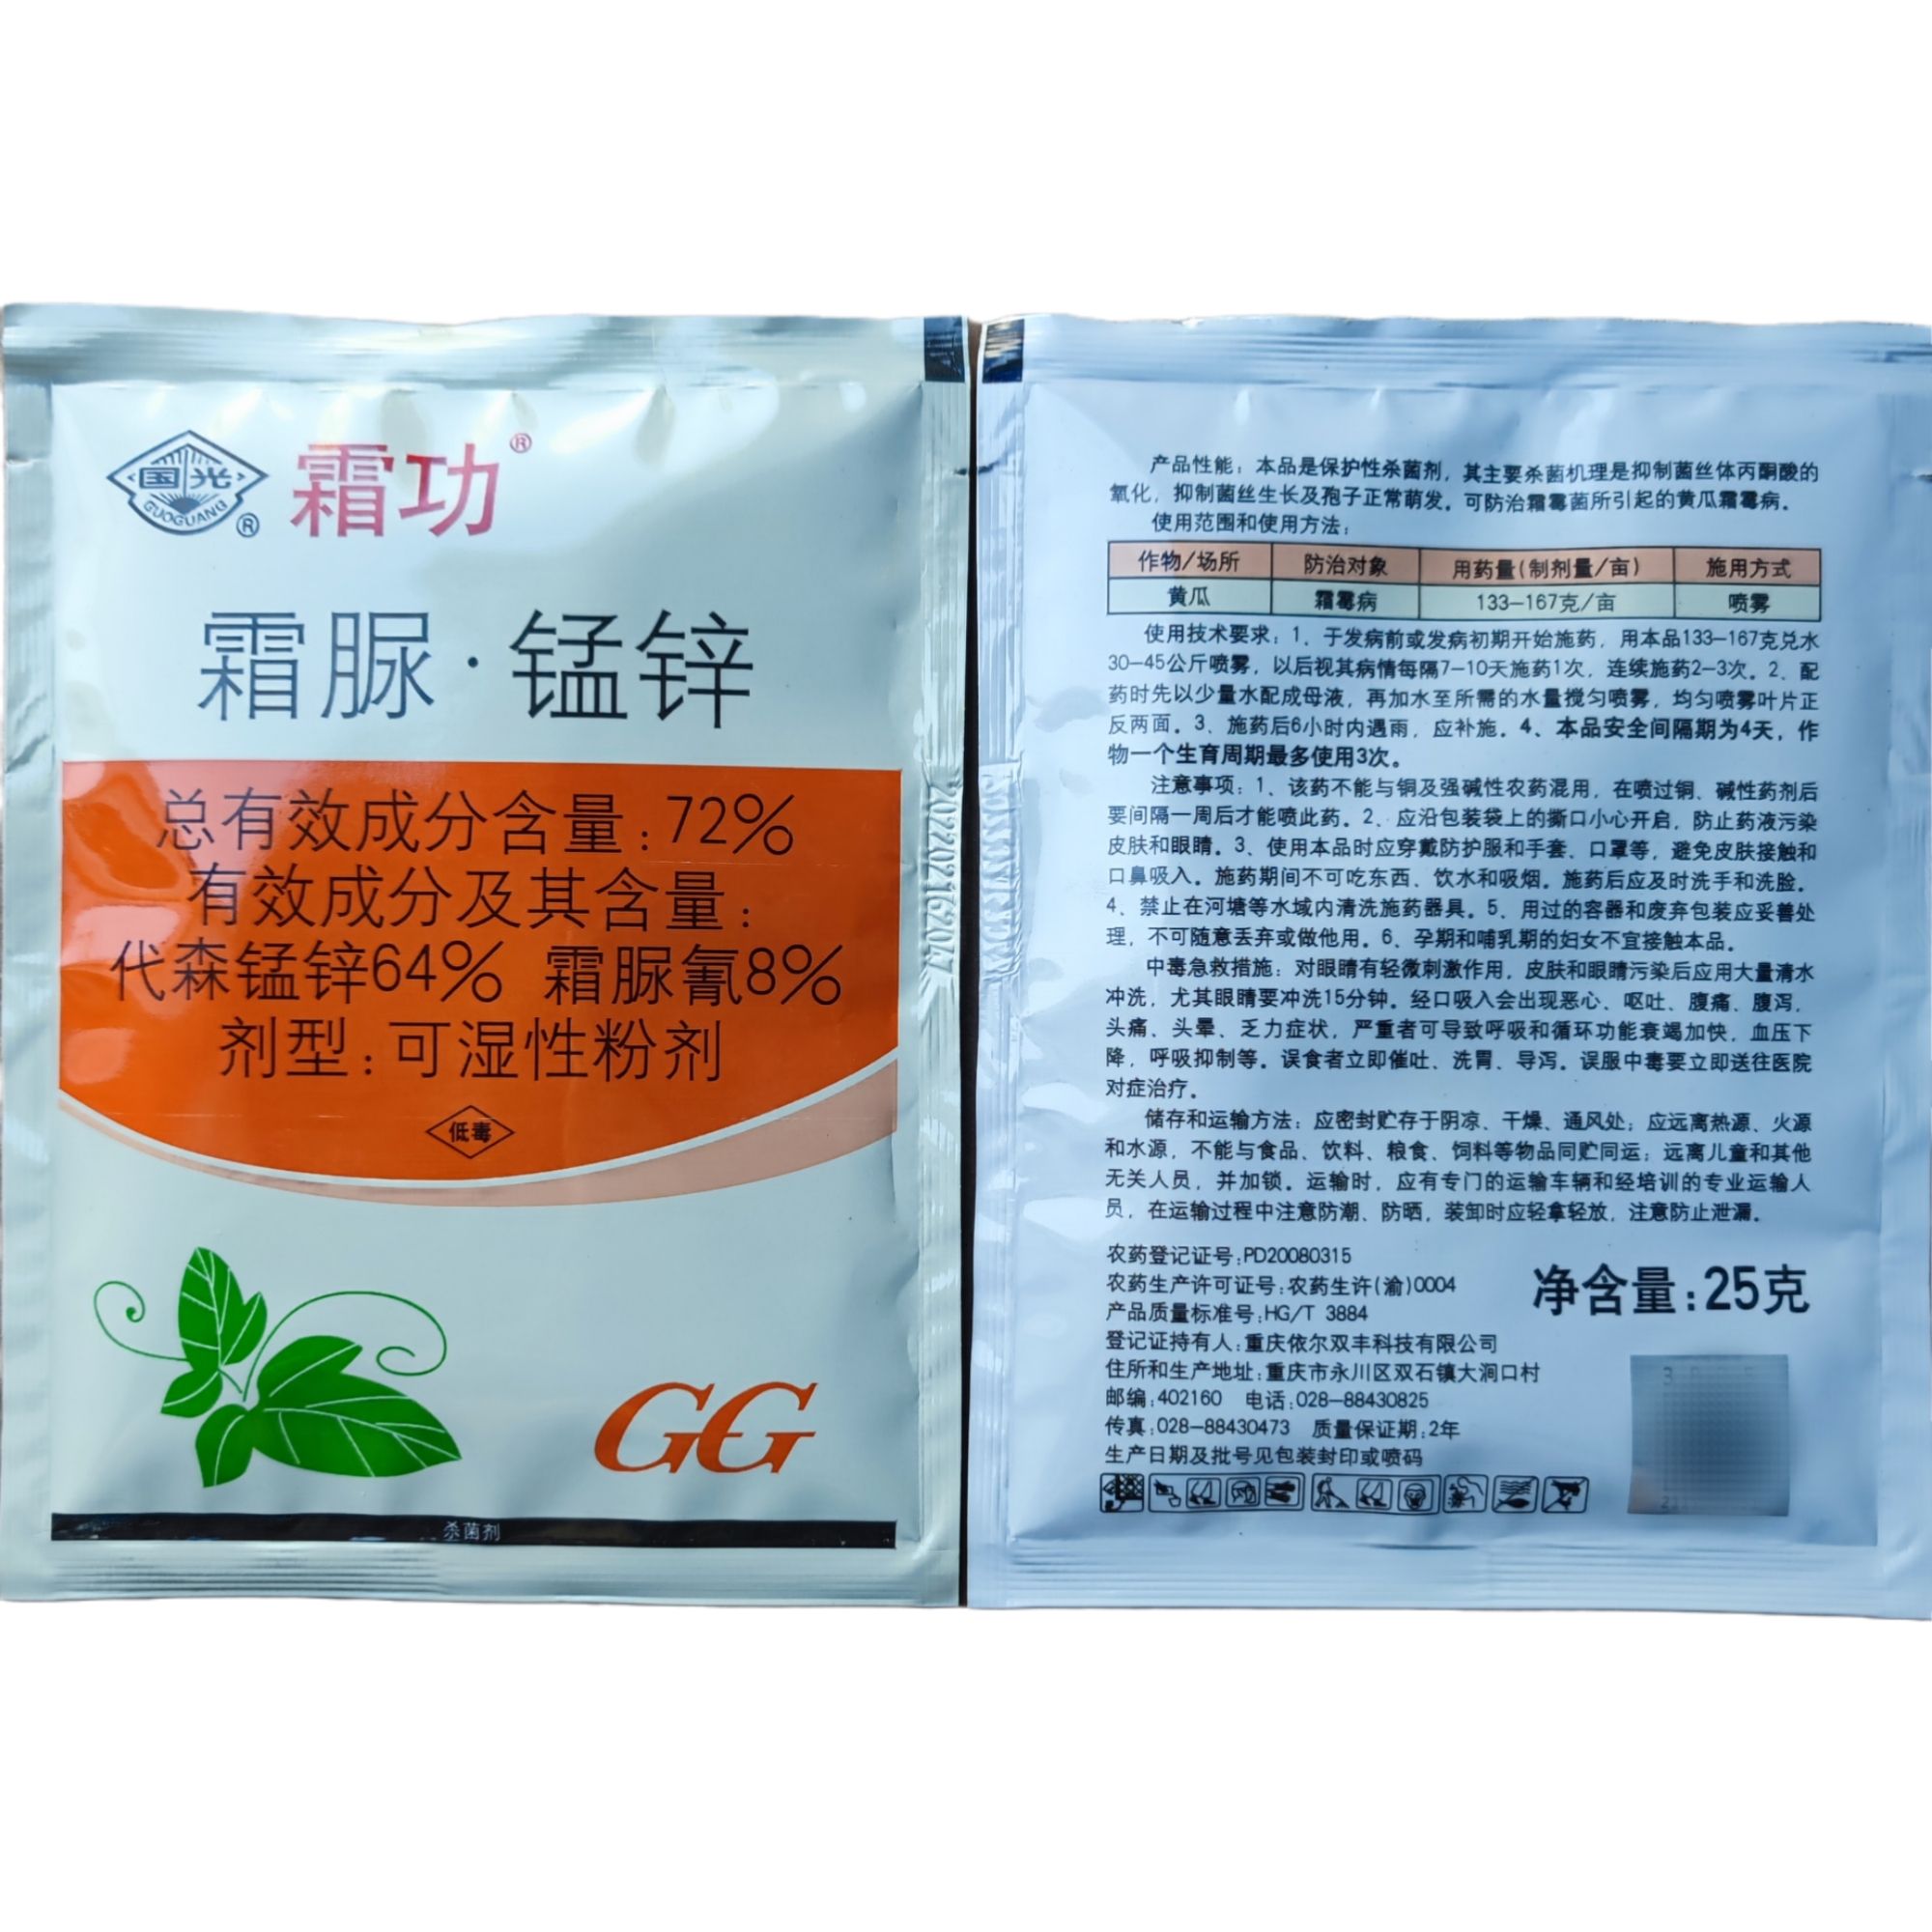 国光
GUOGUANG
®
霜功®
霜脲·锰锌
总有效成分含量:72%
有效成分及其含量:
代森锰锌64% 霜脲氰8%
剂型:可湿性粉剂
低毒
GG
杀菌剂
产品性能:本品是保护性杀菌剂,其主要杀菌机理是抑制菌丝体丙酮酸的
氧化,抑制菌丝生长及孢子正常萌发。可防治霜霉菌所引起的黄瓜霜霉病。
使用范围和使用方法:
作物/场所 防治对象 用药量(制剂量/亩) 施用方式
黄瓜 霜霉病 133-167克/亩 喷雾
使用技术要求:1、于发病前或发病初期开始施药,用本品133-167克兑水
30-45公斤喷雾,以后视其病情每隔7-10天施药1次,连续施药2-3次。2、配
药时先以少量水配成母液,再加水至所需的水量搅匀喷雾,均匀喷雾叶片正
反两面。3、施药后6小时内遇雨,应补施。4、本品安全间隔期为4天,作
物一个生育周期最多使用3次。
注意事项:1、该药不能与铜及强碱性农药混用,在喷过铜、碱性药剂后
要间隔一周后才能喷此药。2、应沿包装袋上的撕口小心开启,防止药液污染
皮肤和眼睛。3、使用本品时应穿戴防护服和手套、口罩等,避免皮肤接触和
口鼻吸入。施药期间不可吃东西、饮水和吸烟。施药后应及时洗手和洗脸。
4、禁止在河塘等水域内清洗施药器具。5、用过的容器和废弃包装应妥善处
理,不可随意丢弃或做他用。6、孕期和哺乳期的妇女不宜接触本品。
中毒急救措施:对眼睛有轻微刺激作用,皮肤和眼睛污染后应用大量清水
冲洗,尤其眼睛要冲洗15分钟。经口吸入会出现恶心、呕吐、腹痛、腹泻,
头痛、头晕、乏力症状,严重者可导致呼吸和循环功能衰竭加快,血压下
降,呼吸抑制等。误食者立即催吐、洗胃、导泻。误服中毒要立即送往医院
对症治疗。
储存和运输方法:应密封贮存于阴凉、干燥、通风处;应远离热源、火源
和水源,不能与食品、饮料、粮食、饲料等物品同贮同运;远离儿童和其他
无关人员,并加锁。运输时,应有专门的运输车辆和经培训的专业运输人
员,在运输过程中注意防潮、防晒,装卸时应轻拿轻放,注意防止泄漏。
农药登记证号:PD20080315
农药生产许可证号:农药生许(渝)0004
产品质量标准号:HG/T 3884
登记证持有人:重庆依尔双丰科技有限公司
住所和生产地址:重庆市永川区双石镇大涧口村
邮编:402160 电话:028-88430825
传真:028-88430473 质量保证期:2年
生产日期及批号见包装封印或喷码
净含量:25克